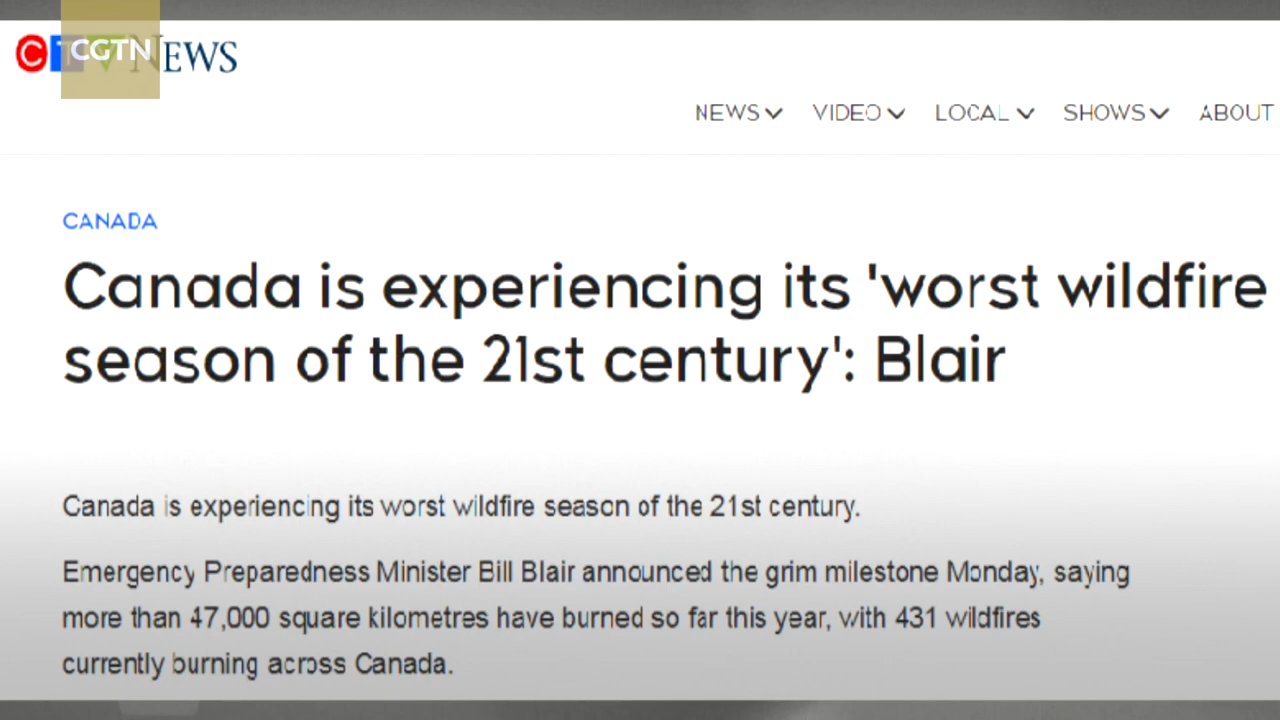 CGTN
NEWS
NEWS VIDEO LOCAL SHOWS ABOUT
CANADA
Canada is experiencing its 'worst wildfire
season of the 21st century': Blair
Canada is experiencing its worst wildfire season of the 21st century.
Emergency Preparedness Minister Bill Blair announced the grim milestone Monday, saying
more than 47,000 square kilometres have burned so far this year, with 431 wildfires
currently burning across Canada.